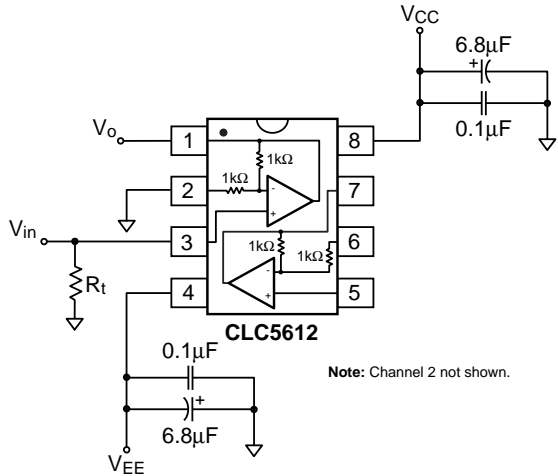 VCC
6.8µF
+
0.1µF
Vo
1
8
1kΩ
2
1kΩ
-
+
7
Vin
3
6
1kΩ
1kΩ
-
+
Rt
4
5
CLC5612
0.1µF
+
6.8µF
VEE
Note: Channel 2 not shown.